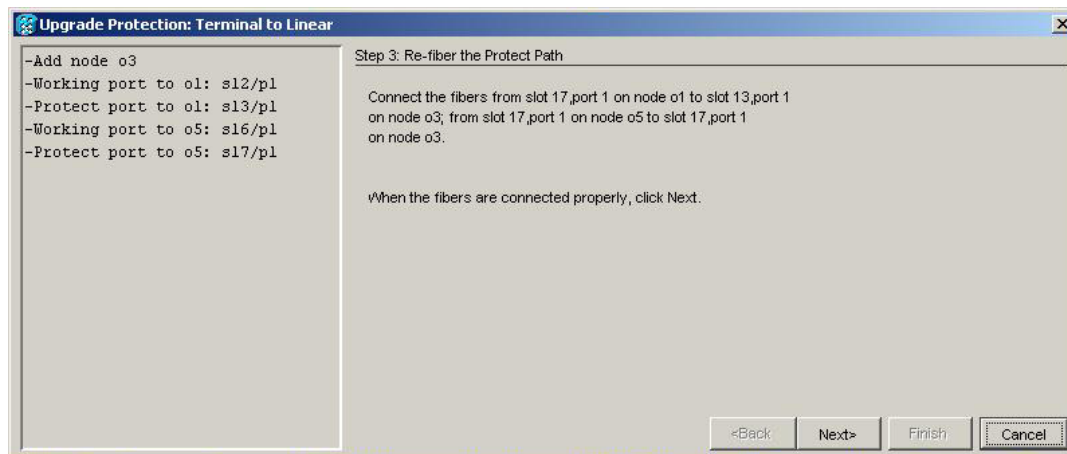 Upgrade Protection: Terminal to Linear
-Add node o3
-Working port to o1: s12/p1
-Protect port to o1: s13/p1
-Working port to o5: s16/p1
-Protect port to o5: s17/p1
Step 3: Re-fiber the Protect Path
Connect the fibers from slot 17,port 1 on node o1 to slot 13,port 1
on node o3; from slot 17,port 1 on node o5 to slot 17,port 1
on node o3.
When the fibers are connected properly, click Next.
<Back
Next>
Finish
Cancel